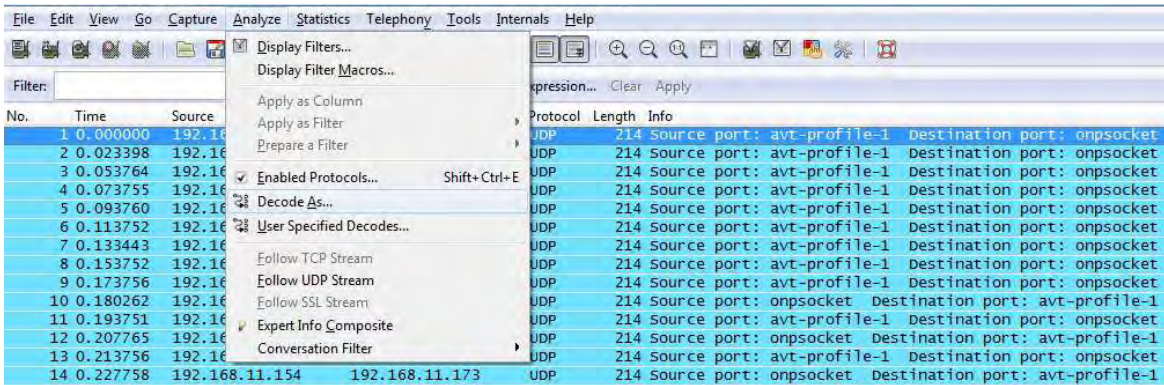 File Edit View Go Capture Analyze Statistics Telephony Tools Internals Help
Display Filters...
Display Filter Macros...
Filter: Expression... Clear Apply
Apply as Column
Apply as Filter
Prepare a Filter
Enabled Protocols... Shift+Ctrl+E
Decode As...
User Specified Decodes...
Follow TCP Stream
Follow UDP Stream
Follow SSL Stream
Expert Info Composite
Conversation Filter
No. Time Source Protocol Length Info
1 0.000000 192.16 UDP 214 Source port: avt-profile-1 Destination port: onpsocket
2 0.023398 192.16 UDP 214 Source port: avt-profile-1 Destination port: onpsocket
3 0.053764 192.16 UDP 214 Source port: avt-profile-1 Destination port: onpsocket
4 0.073755 192.16 UDP 214 Source port: avt-profile-1 Destination port: onpsocket
5 0.093760 192.16 UDP 214 Source port: avt-profile-1 Destination port: onpsocket
6 0.113752 192.16 UDP 214 Source port: avt-profile-1 Destination port: onpsocket
7 0.133443 192.16 UDP 214 Source port: avt-profile-1 Destination port: onpsocket
8 0.153752 192.16 UDP 214 Source port: avt-profile-1 Destination port: onpsocket
9 0.173756 192.16 UDP 214 Source port: avt-profile-1 Destination port: onpsocket
10 0.180262 192.16 UDP 214 Source port: onpsocket Destination port: avt-profile-1
11 0.193751 192.16 UDP 214 Source port: avt-profile-1 Destination port: onpsocket
12 0.207765 192.16 UDP 214 Source port: onpsocket Destination port: avt-profile-1
13 0.213756 192.16 UDP 214 Source port: avt-profile-1 Destination port: onpsocket
14 0.227758 192.168.11.154 192.168.11.173 UDP 214 Source port: onpsocket Destination port: avt-profile-1